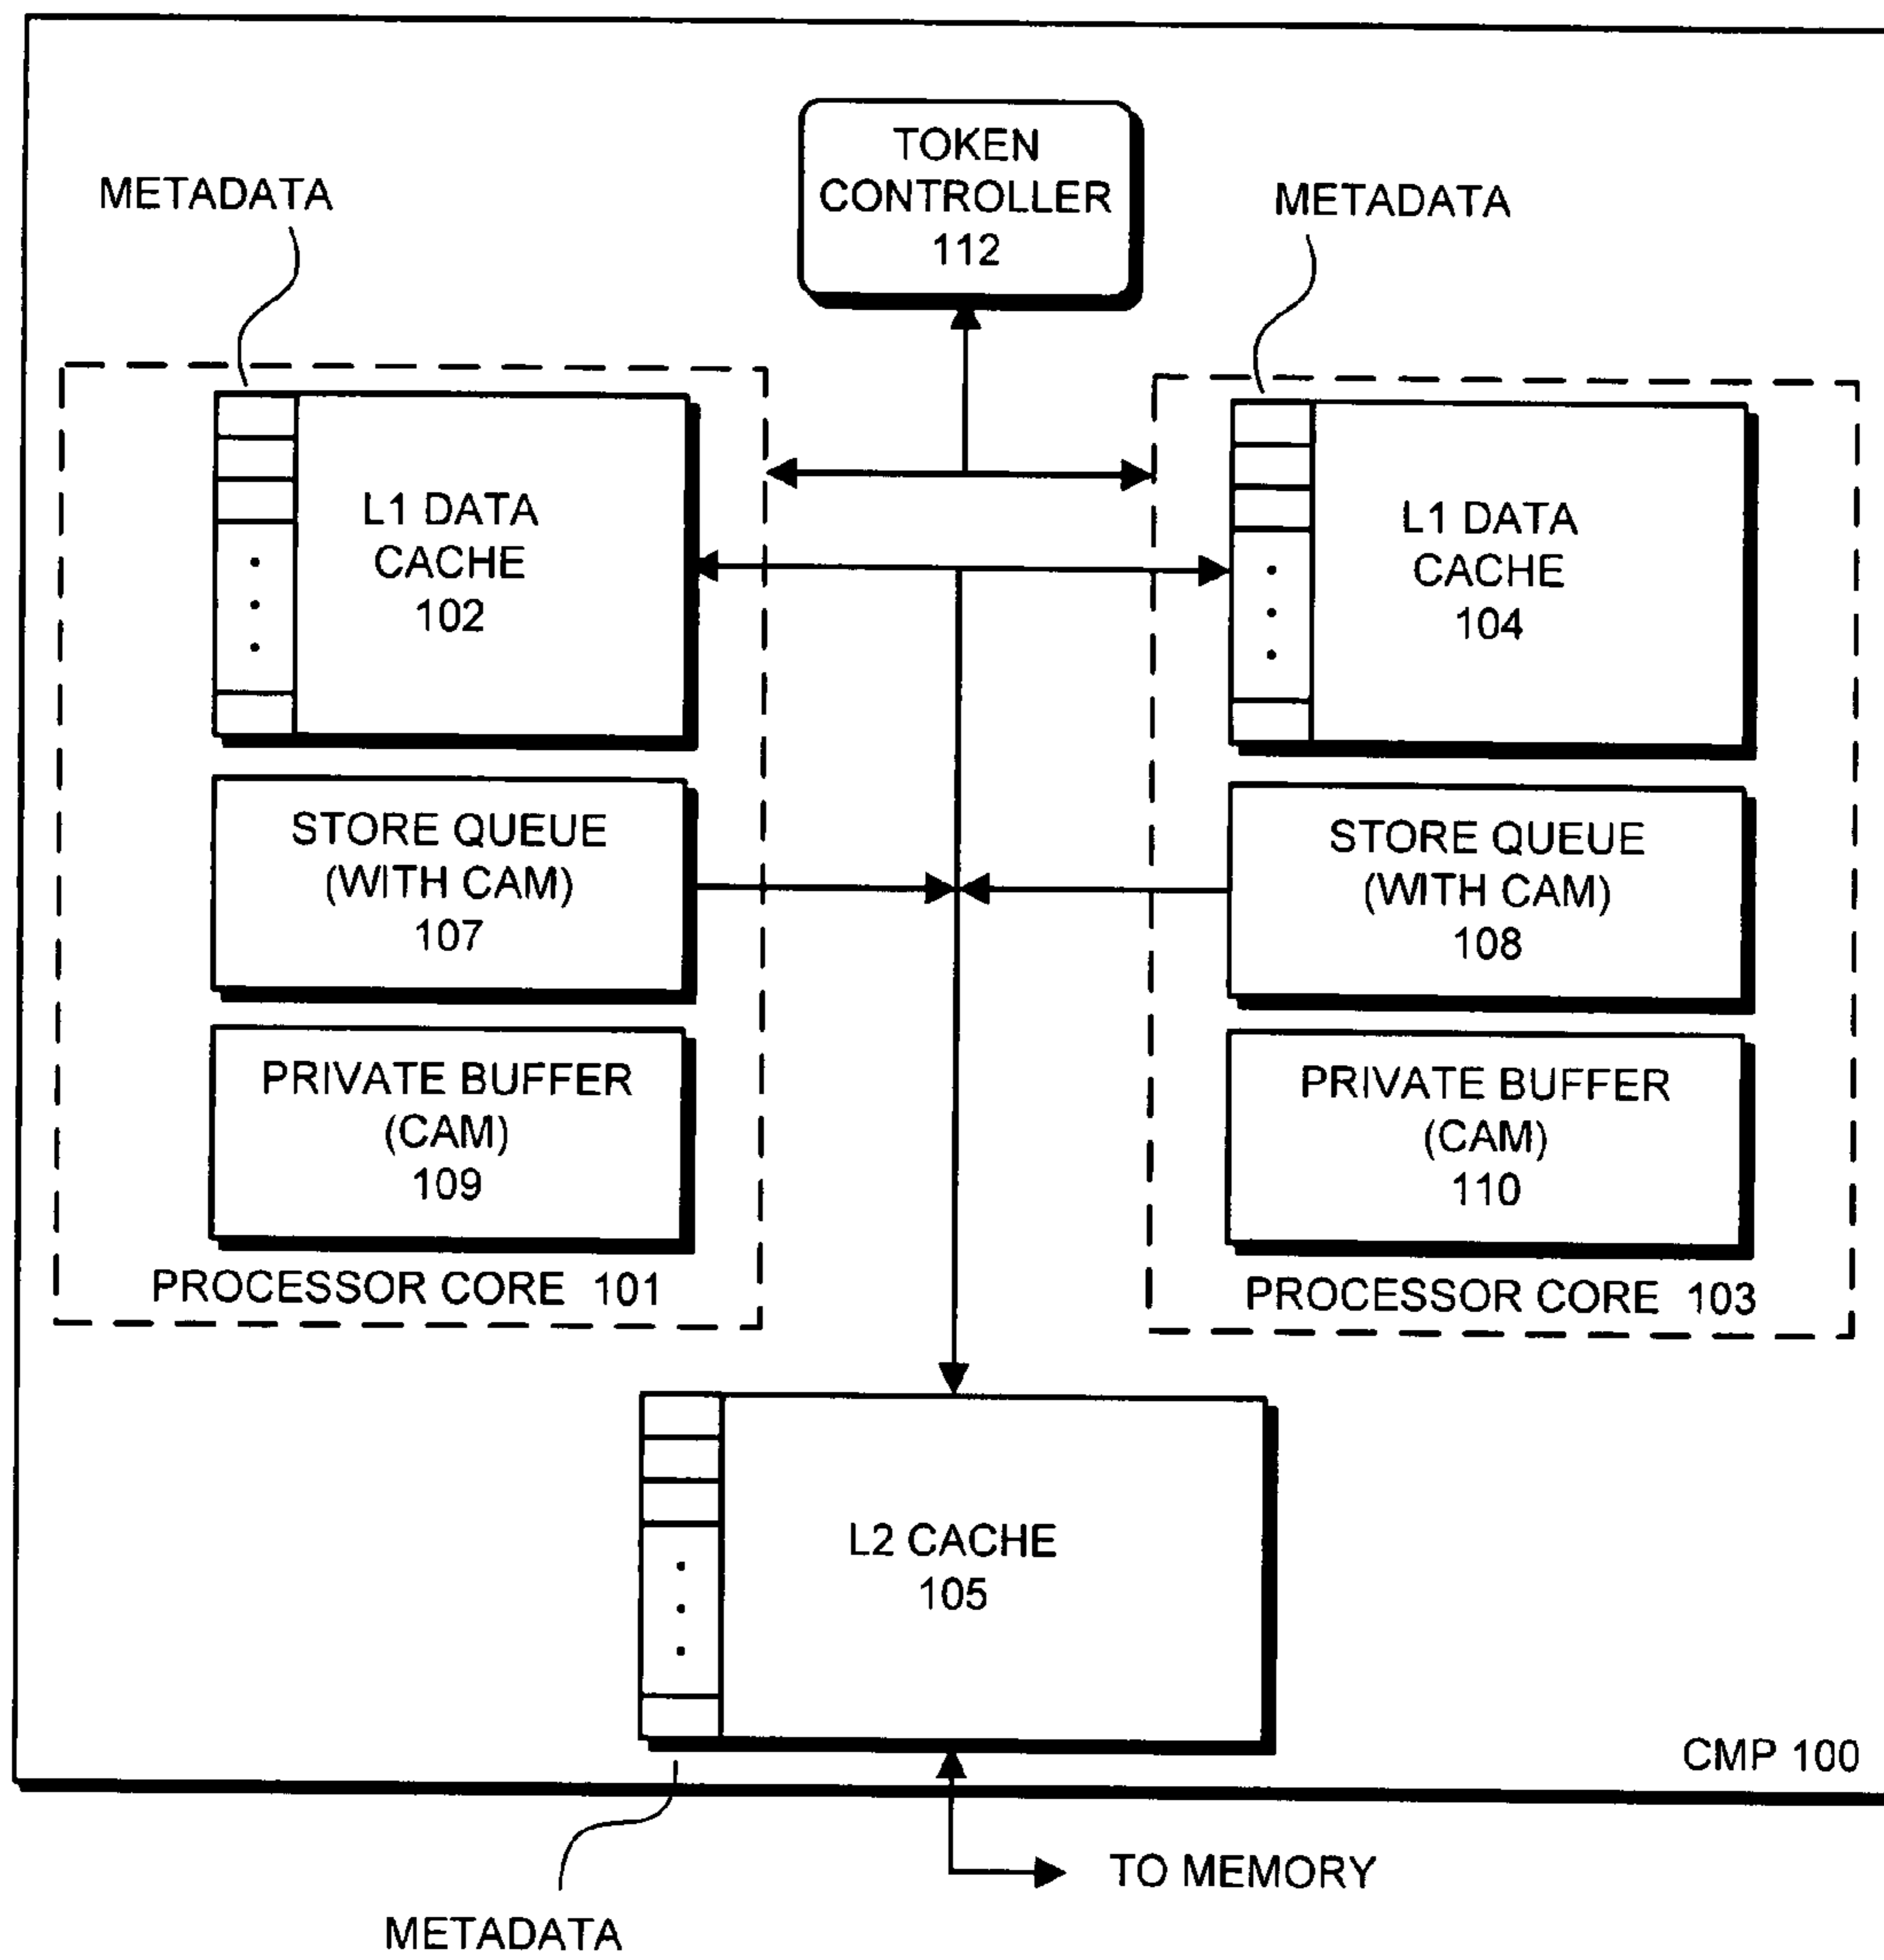 TOKEN
CONTROLLER
112
METADATA
METADATA
L1 DATA
CACHE
102
L1 DATA
CACHE
104
STORE QUEUE
(WITH CAM)
107
STORE QUEUE
(WITH CAM)
108
PRIVATE BUFFER
(CAM)
109
PRIVATE BUFFER
(CAM)
110
PROCESSOR CORE 101
PROCESSOR CORE 103
L2 CACHE
105
CMP 100
TO MEMORY
METADATA